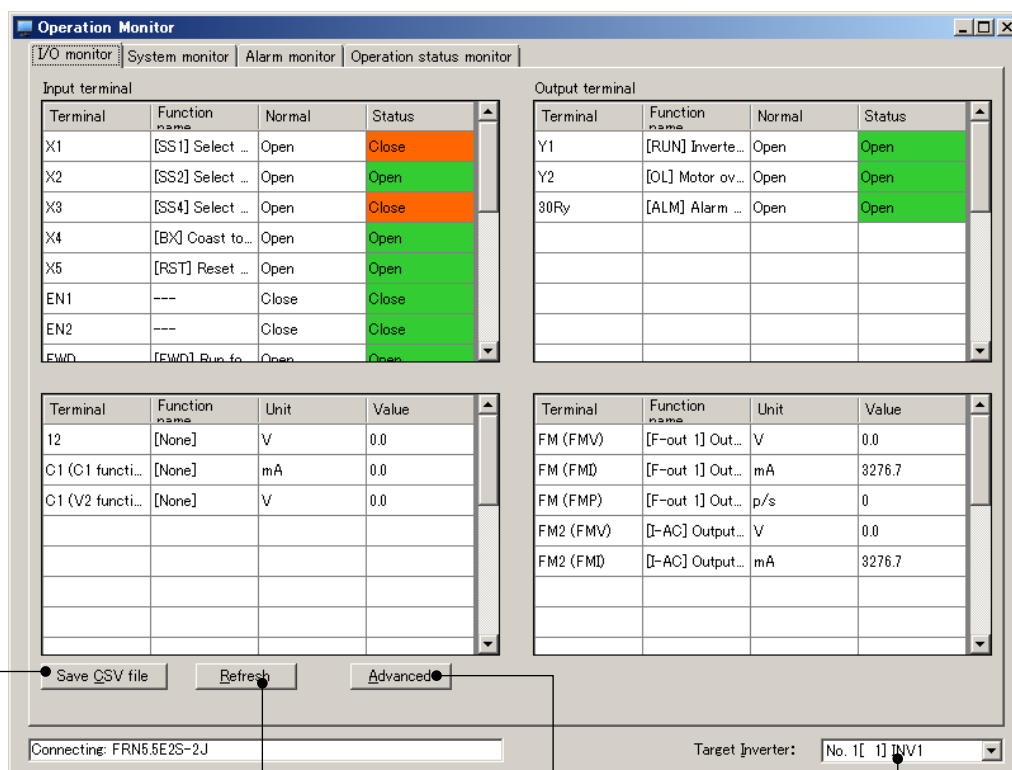 Operation Monitor
I/O monitor System monitor Alarm monitor Operation status monitor
Input terminal
Terminal Function name Normal Status
X1 [SS1] Select ... Open Close
X2 [SS2] Select ... Open Open
X3 [SS4] Select ... Open Close
X4 [BX] Coast to... Open Open
X5 [RST] Reset ... Open Open
EN1 --- Close Close
EN2 --- Close Close
FWD [FWD] Run fo... Open Open
Output terminal
Terminal Function name Normal Status
Y1 [RUN] Inverte... Open Open
Y2 [OL] Motor ov... Open Open
30Ry [ALM] Alarm ... Open Open
Terminal Function name Unit Value
12 [None] V 0.0
C1 (C1 functi... [None] mA 0.0
C1 (V2 functi... [None] V 0.0
Terminal Function name Unit Value
FM (FMV) [F-out 1] Out... V 0.0
FM (FMI) [F-out 1] Out... mA 3276.7
FM (FMP) [F-out 1] Out... p/s 0
FM2 (FMV) [I-AC] Output... V 0.0
FM2 (FMI) [I-AC] Output... mA 3276.7
Save CSV file Refresh Advanced
Connecting: FRN5.5E2S-2J
Target Inverter: No. 1[ 1] INV1